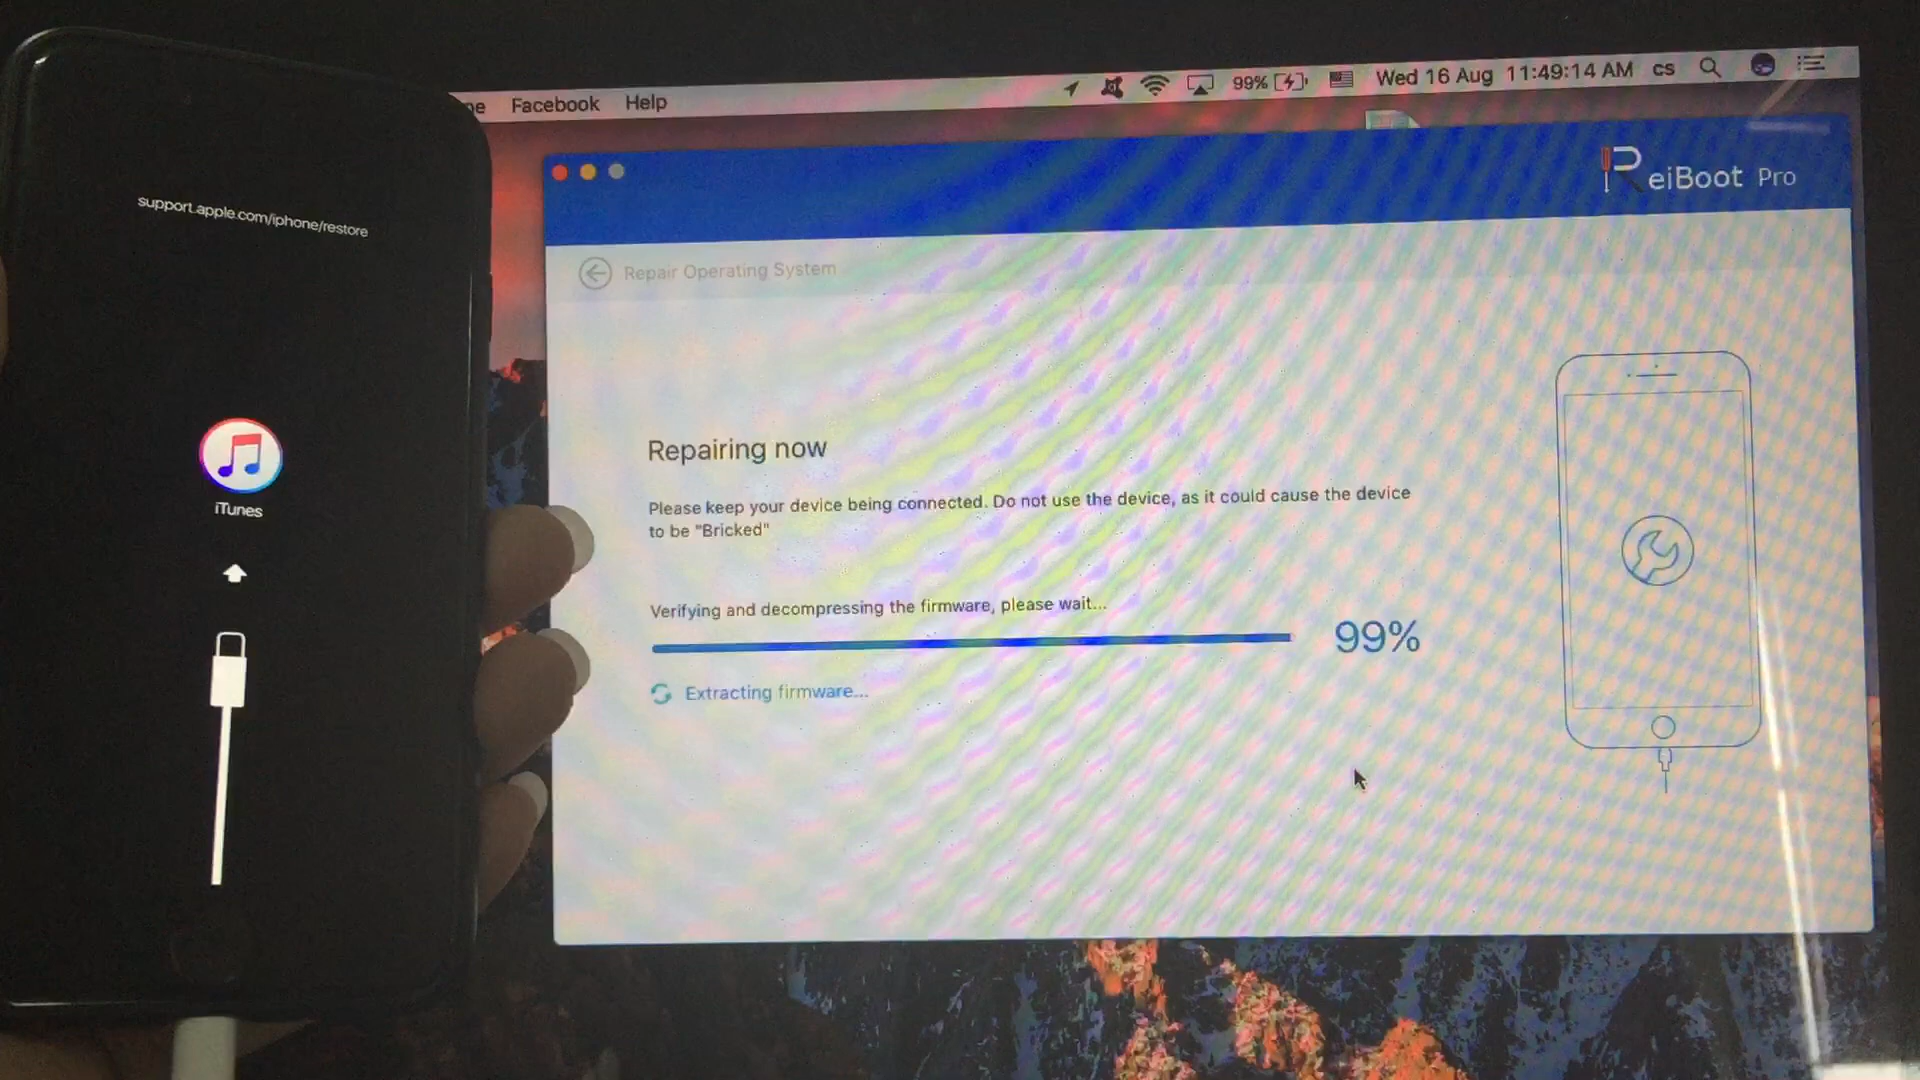 Facebook Help
99% Wed 16 Aug 11:49:14 AM cs
support.apple.com/iphone/restore
iTunes
ReiBoot Pro
Repair Operating System
Repairing now
Please keep your device being connected. Do not use the device, as it could cause the device
to be "Bricked"
Verifying and decompressing the firmware, please wait...
99%
Extracting firmware...